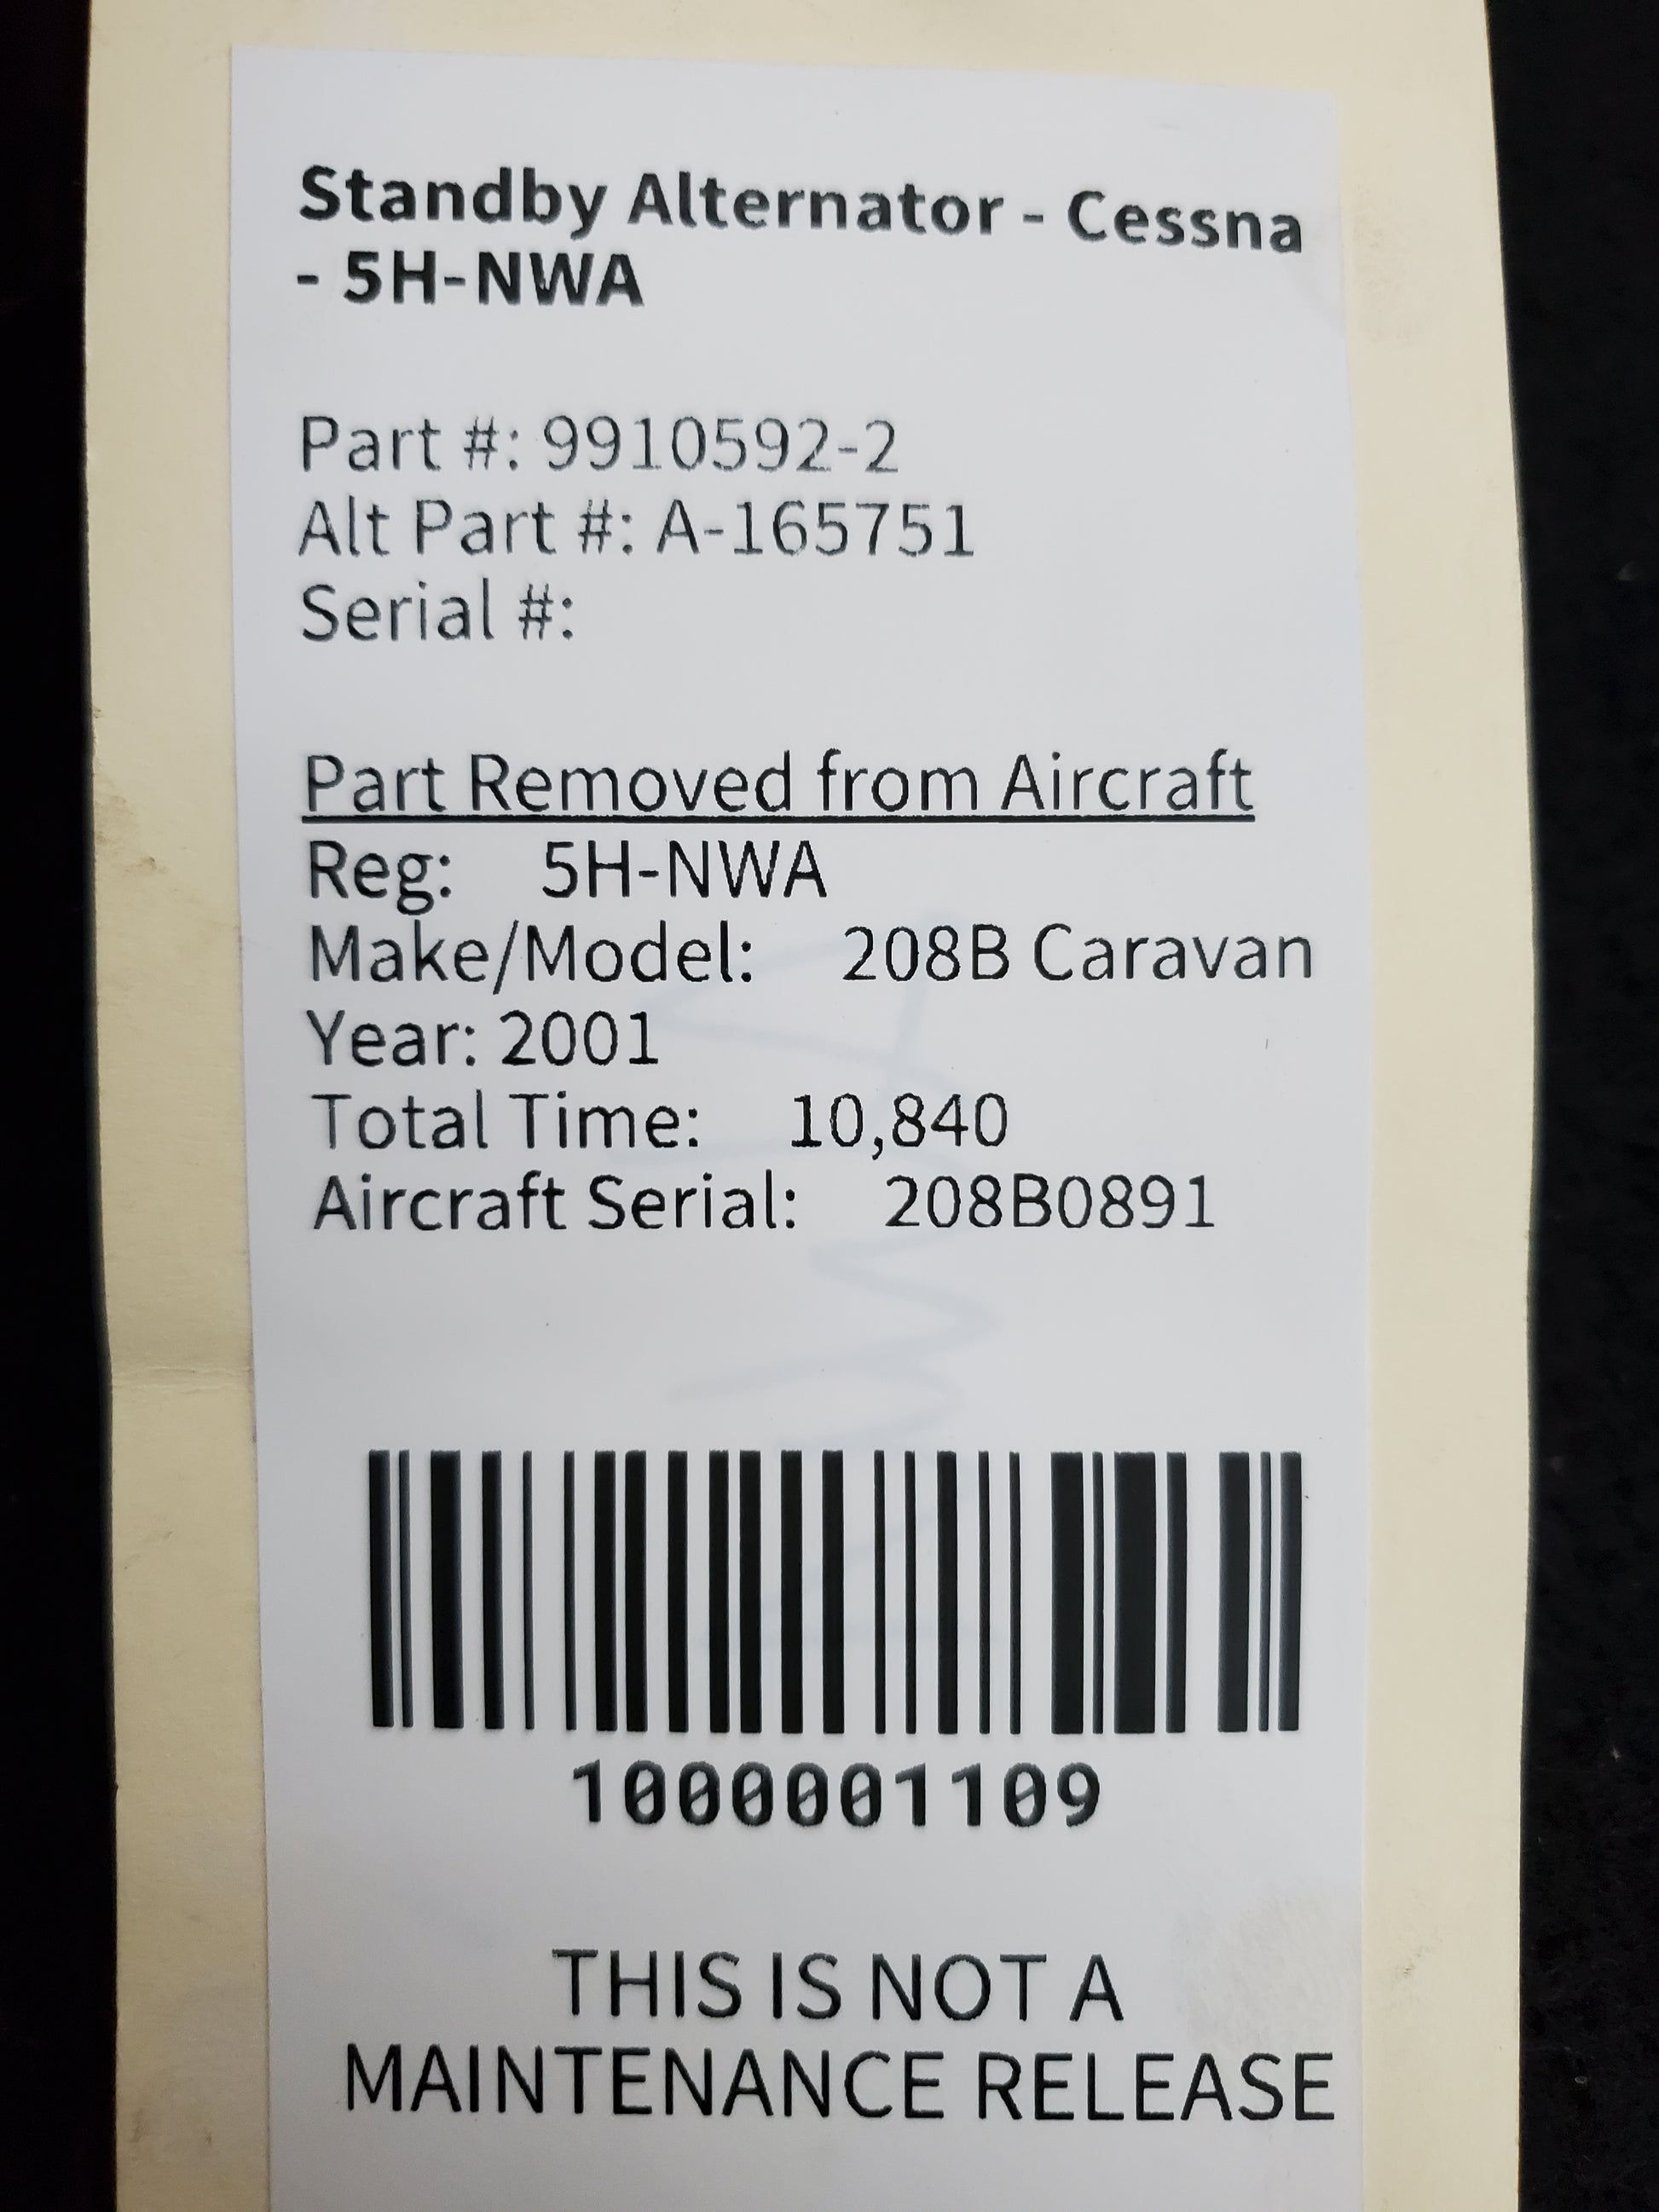 Standby Alternator - Cessna
- 5H-NWA
Part #: 9910592-2
Alt Part #: A-165751
Serial #:
Part Removed from Aircraft
Reg: 5H-NWA
Make/Model: 208B Caravan
Year: 2001
Total Time: 10,840
Aircraft Serial: 208B0891
1000001109
THIS IS NOT A
MAINTENANCE RELEASE